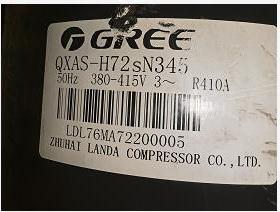 GREE
QXAS-H72sN345
50Hz 380-415V 3~ R410A
LDL76MA72200005
ZHUHAI LANDA COMPRESSOR CO.,LTD.